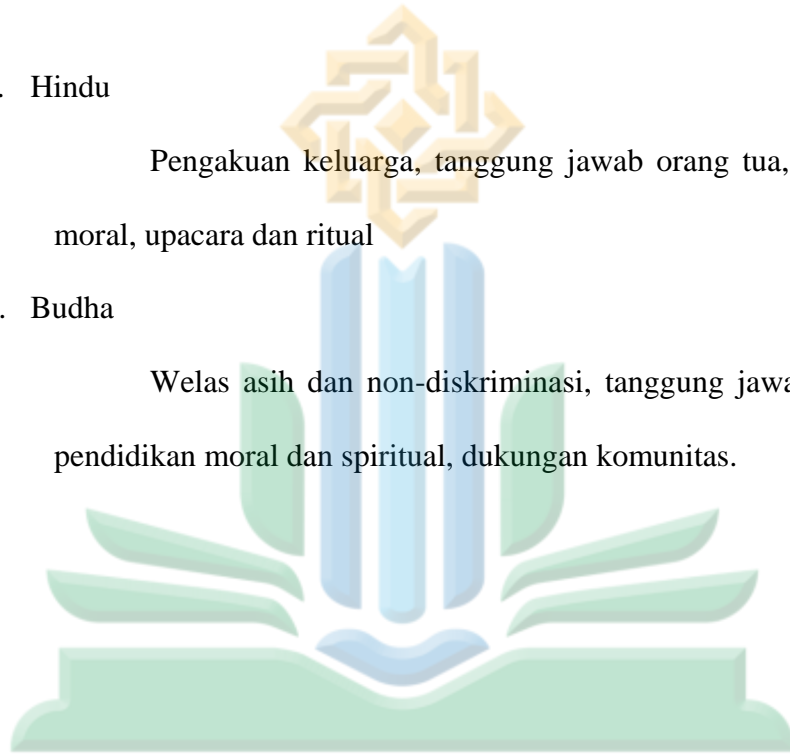 . Hindu
Pengakuan keluarga, tanggung jawab orang tua,
moral, upacara dan ritual
. Budha
Welas asih dan non-diskriminasi, tanggung jawa
pendidikan moral dan spiritual, dukungan komunitas.